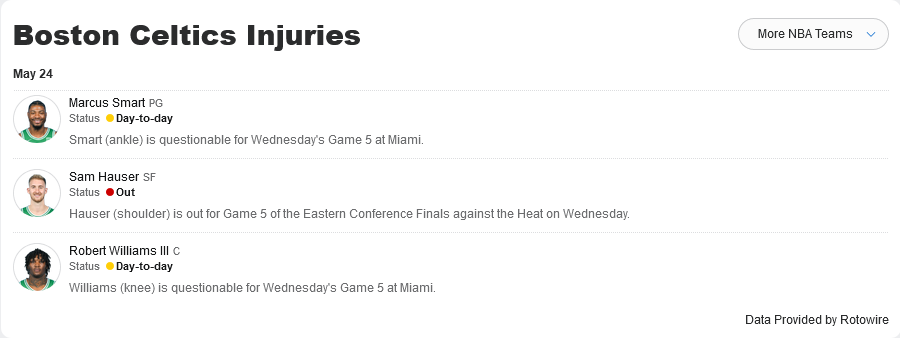 Boston Celtics Injuries
More NBA Teams
May 24
Marcus Smart PG
Status Day-to-day
Smart (ankle) is questionable for Wednesday's Game 5 at Miami.
Sam Hauser SF
Status Out
Hauser (shoulder) is out for Game 5 of the Eastern Conference Finals against the Heat on Wednesday.
Robert Williams III C
Status Day-to-day
Williams (knee) is questionable for Wednesday's Game 5 at Miami.
Data Provided by Rotowire